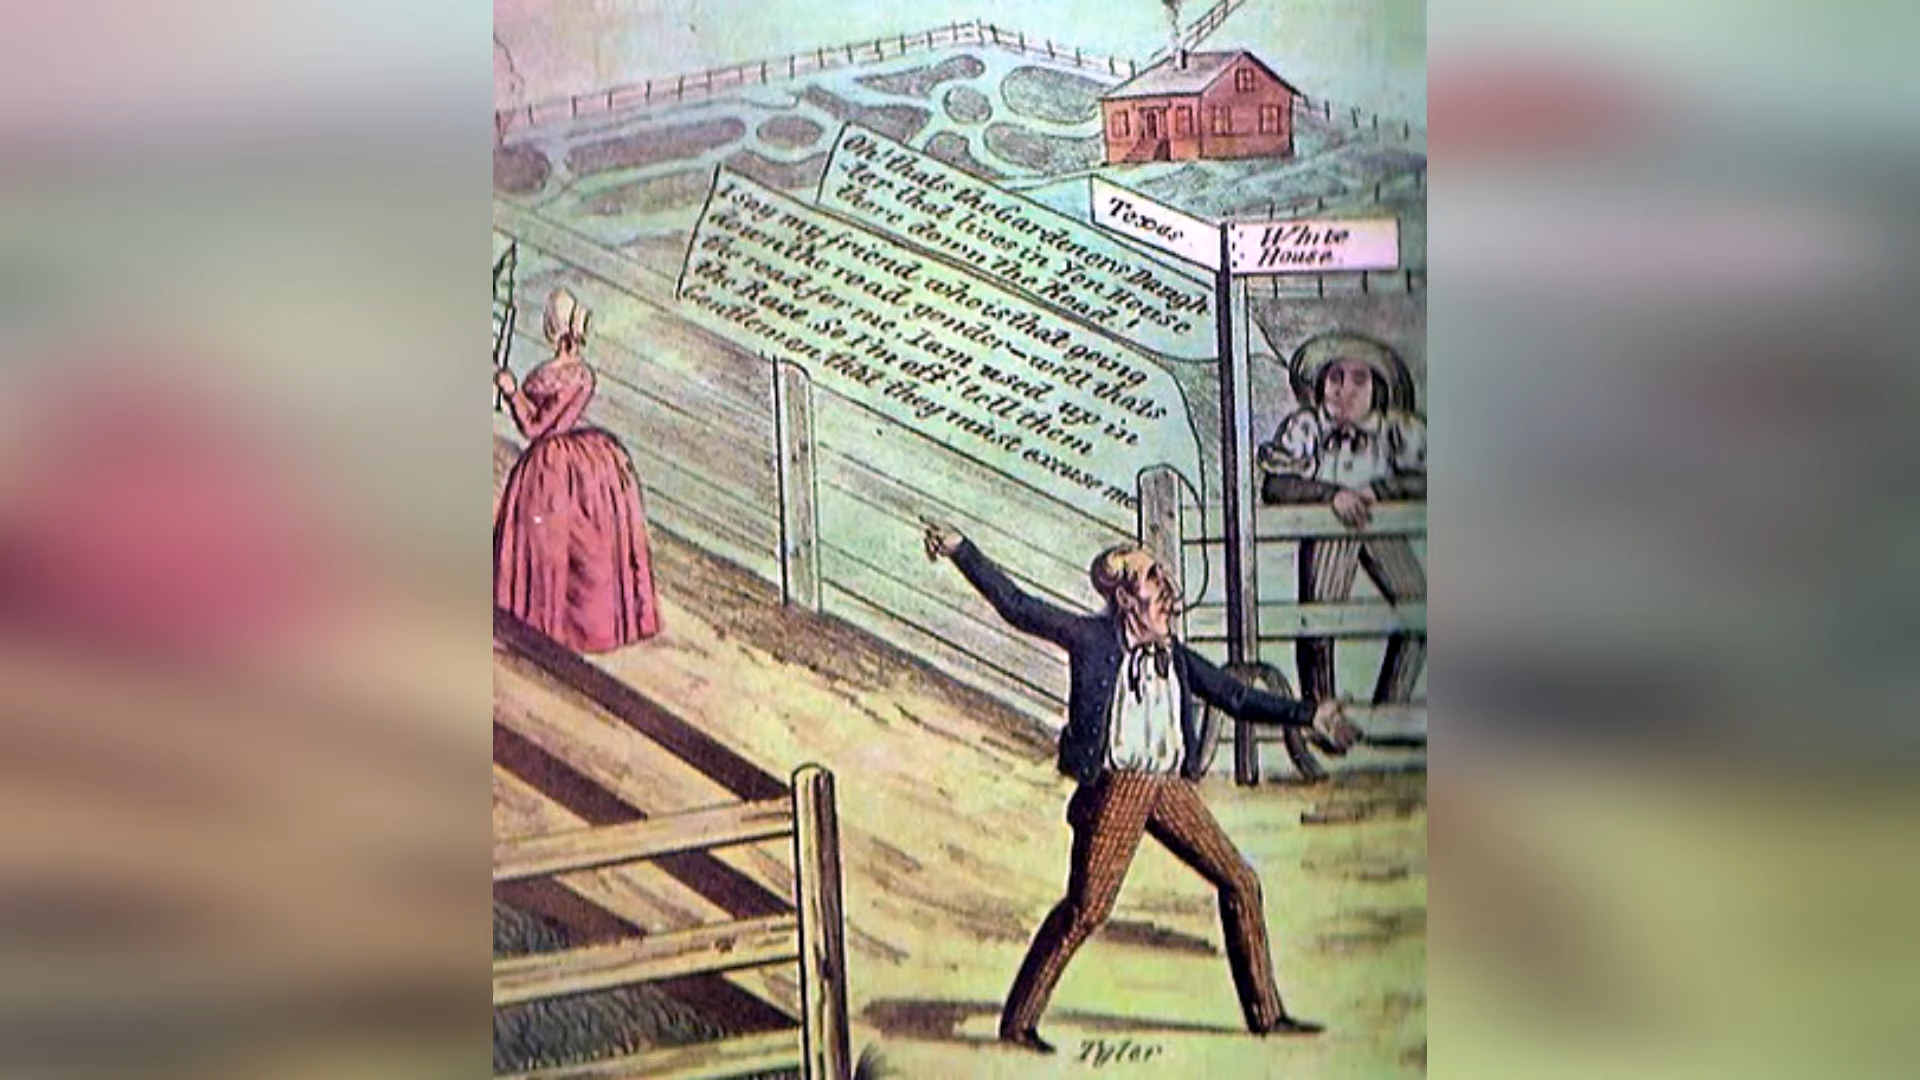 Oh! thats the Gardeners Daugh
-ter that lives in Yen House
there down the Road!
I say my friend, who is that going
down the road yonder-well thats
the road for me. I am used up in
the Race. So I'm off! tell them
Gentlemen that they must excuse me
Texas.
White
House.
Tyler